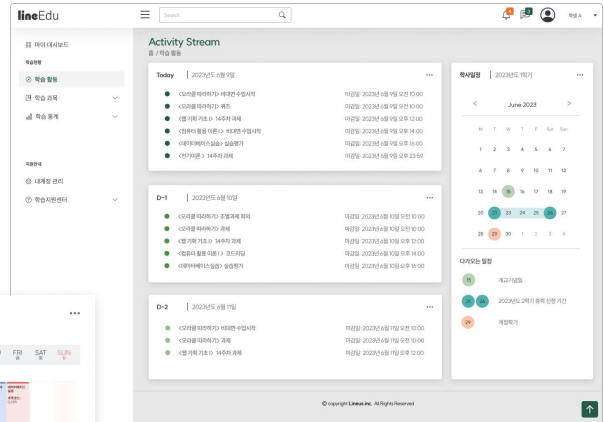 lineEdu
Search
4
3
학생 A
마이 대시보드
학습현황
학습 활동
학습 과목
학습 통계
지원안내
내계정 관리
학습지원센터
Activity Stream
홈 / 학습 활동
Today 2023년도 6월 9일
<오라클 따라하기> 비대면 수업시작 마감일: 2023년 6월 9일 오전 10:00
<오라클 따라하기> 퀴즈 마감일: 2023년 6월 9일 오전 10:00
<웹 기획 기초 I> 14주차 과제 마감일: 2023년 6월 9일 오후 12:00
<컴퓨터 활용 이론 I> 비대면 수업시작 마감일: 2023년 6월 9일 오후 14:00
<데이터베이스실습> 실습평가 마감일: 2023년 6월 9일 오후 16:00
<전기이론> 14주차 과제 마감일: 2023년 6월 9일 오후 23:59
D-1 2023년도 6월 10일
<오라클 따라하기> 조별과제 회의 마감일: 2023년 6월 10일 오전 10:00
<오라클 따라하기> 과제 마감일: 2023년 6월 10일 오전 10:00
<웹 기획 기초 I> 14주차 과제 마감일: 2023년 6월 10일 오후 12:00
<컴퓨터 활용 이론 I> 코드리딩 마감일: 2023년 6월 10일 오후 14:00
<데이터베이스실습> 실습평가 마감일: 2023년 6월 10일 오후 16:00
D-2 2023년도 6월 11일
<오라클 따라하기> 비대면 수업시작 마감일: 2023년 6월 11일 오전 10:00
<오라클 따라하기> 과제 마감일: 2023년 6월 11일 오전 10:00
<웹 기획 기초 I> 14주차 과제 마감일: 2023년 6월 11일 오후 12:00
학사일정 2023년도 1학기
< June 2023 >
M T W T F Sat Sun
1 2 3 4 5 6 7
6 7 8 9 10 11 12
13 14 15 16 17 18 19
20 21 23 24 25 26 27
28 29 30 1 2 3 4
다가오는 일정
15 개교기념일
21 26 2023년도 2학기 휴학 신청 기간
29 계절학기
FRI SAT SUN
금 토 일
© copyright Lineus inc. All Rights Reserved